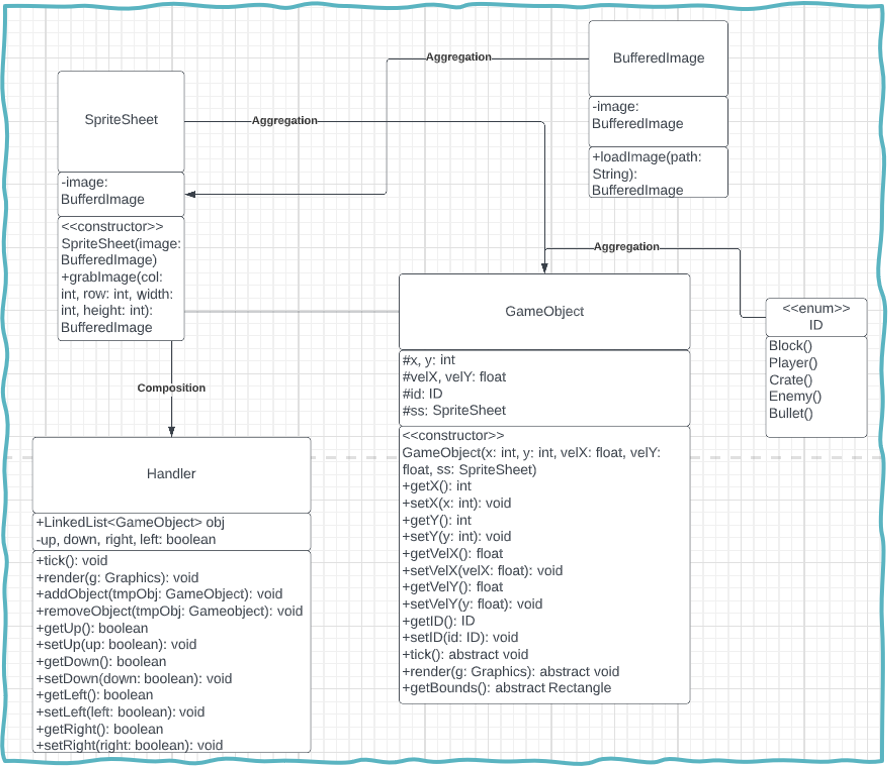 Aggregation
BufferedImage
-image:
BufferedImage
+loadImage(path:
String):
BufferedImage
SpriteSheet
Aggregation
-image:
BufferdImage
<<constructor>>
SpriteSheet(image:
BufferedImage)
+grabImage(col:
int, row: int, width:
int, height: int):
BufferedImage
Aggregation
<<enum>>
ID
Block()
Player()
Crate()
Enemy()
Bullet()
GameObject
#x, y: int
#velX, velY: float
#id: ID
#ss: SpriteSheet
<<constructor>>
GameObject(x: int, y: int, velX: float, velY:
float, ss: SpriteSheet)
+getX(): int
+setX(x: int): void
+getY(): int
+setY(y: int): void
+getVelX(): float
+setVelX(velX: float): void
+getVelY(): float
+setVelY(y: float): void
+getID(): ID
+setID(id: ID): void
+tick(): abstract void
+render(g: Graphics): abstract void
+getBounds(): abstract Rectangle
Composition
Handler
+LinkedList<GameObject> obj
-up, down, right, left: boolean
+tick(): void
+render(g: Graphics): void
+addObject(tmpObj: GameObject): void
+removeObject(tmpObj: Gameobject): void
+getUp(): boolean
+setUp(up: boolean): void
+getDown(): boolean
+setDown(down: boolean): void
+getLeft(): boolean
+setLeft(left: boolean): void
+getRight(): boolean
+setRight(right: boolean): void